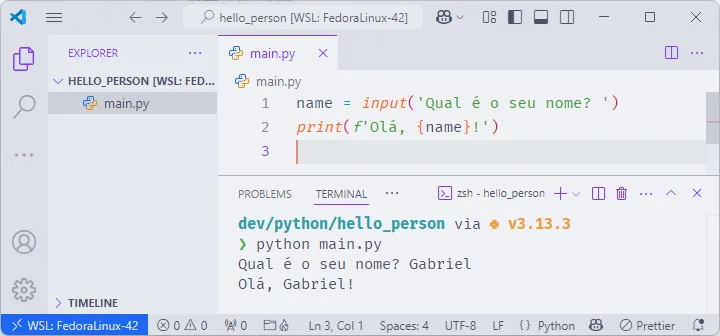 hello_person [WSL: FedoraLinux-42]
EXPLORER
HELLO_PERSON [WSL: FED...
main.py
TIMELINE
main.py
main.py
1 name = input('Qual é o seu nome? ')
2 print(f'Olá, {name}!')
3
PROBLEMS TERMINAL ... zsh - hello_person
dev/python/hello_person via v3.13.3
❯ python main.py
Qual é o seu nome? Gabriel
Olá, Gabriel!
WSL: FedoraLinux-42 0 0 0 Ln 3, Col 1 Spaces: 4 UTF-8 LF {} Python Prettier